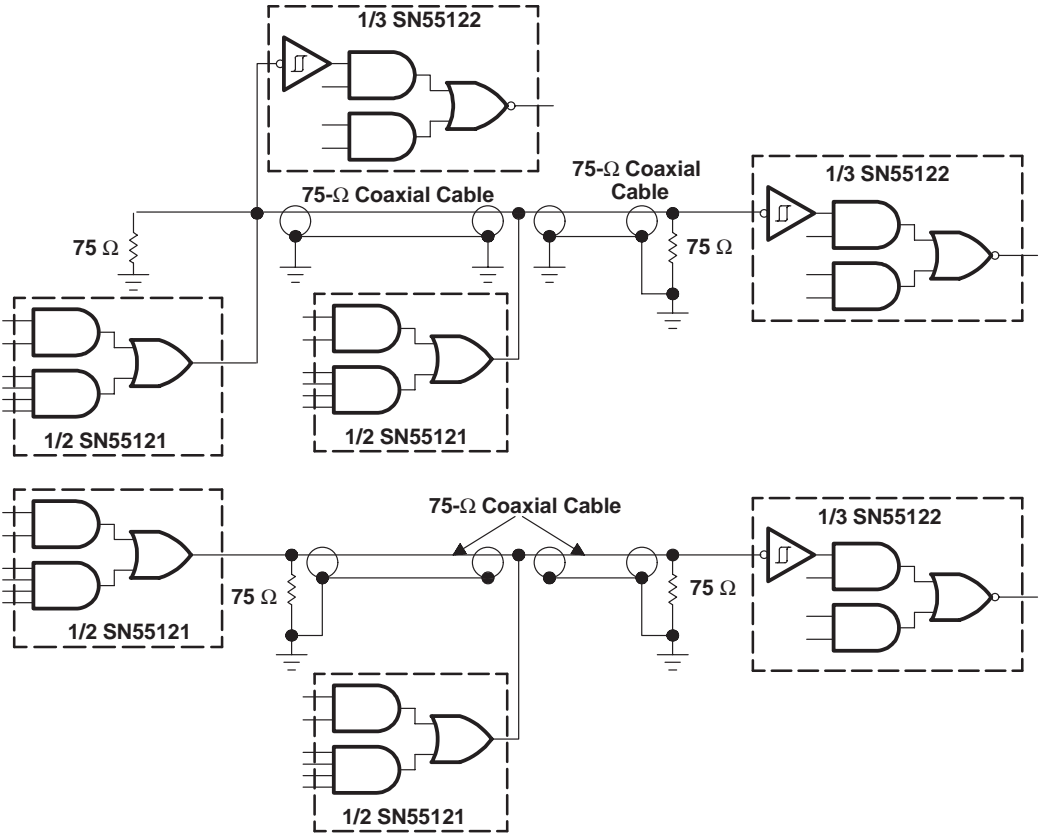 1/3 SN55122
75-Ω Coaxial Cable
75-Ω Coaxial
Cable
1/3 SN55122
75 Ω
75 Ω
1/2 SN55121
1/2 SN55121
75-Ω Coaxial Cable
1/3 SN55122
75 Ω
75 Ω
1/2 SN55121
1/2 SN55121